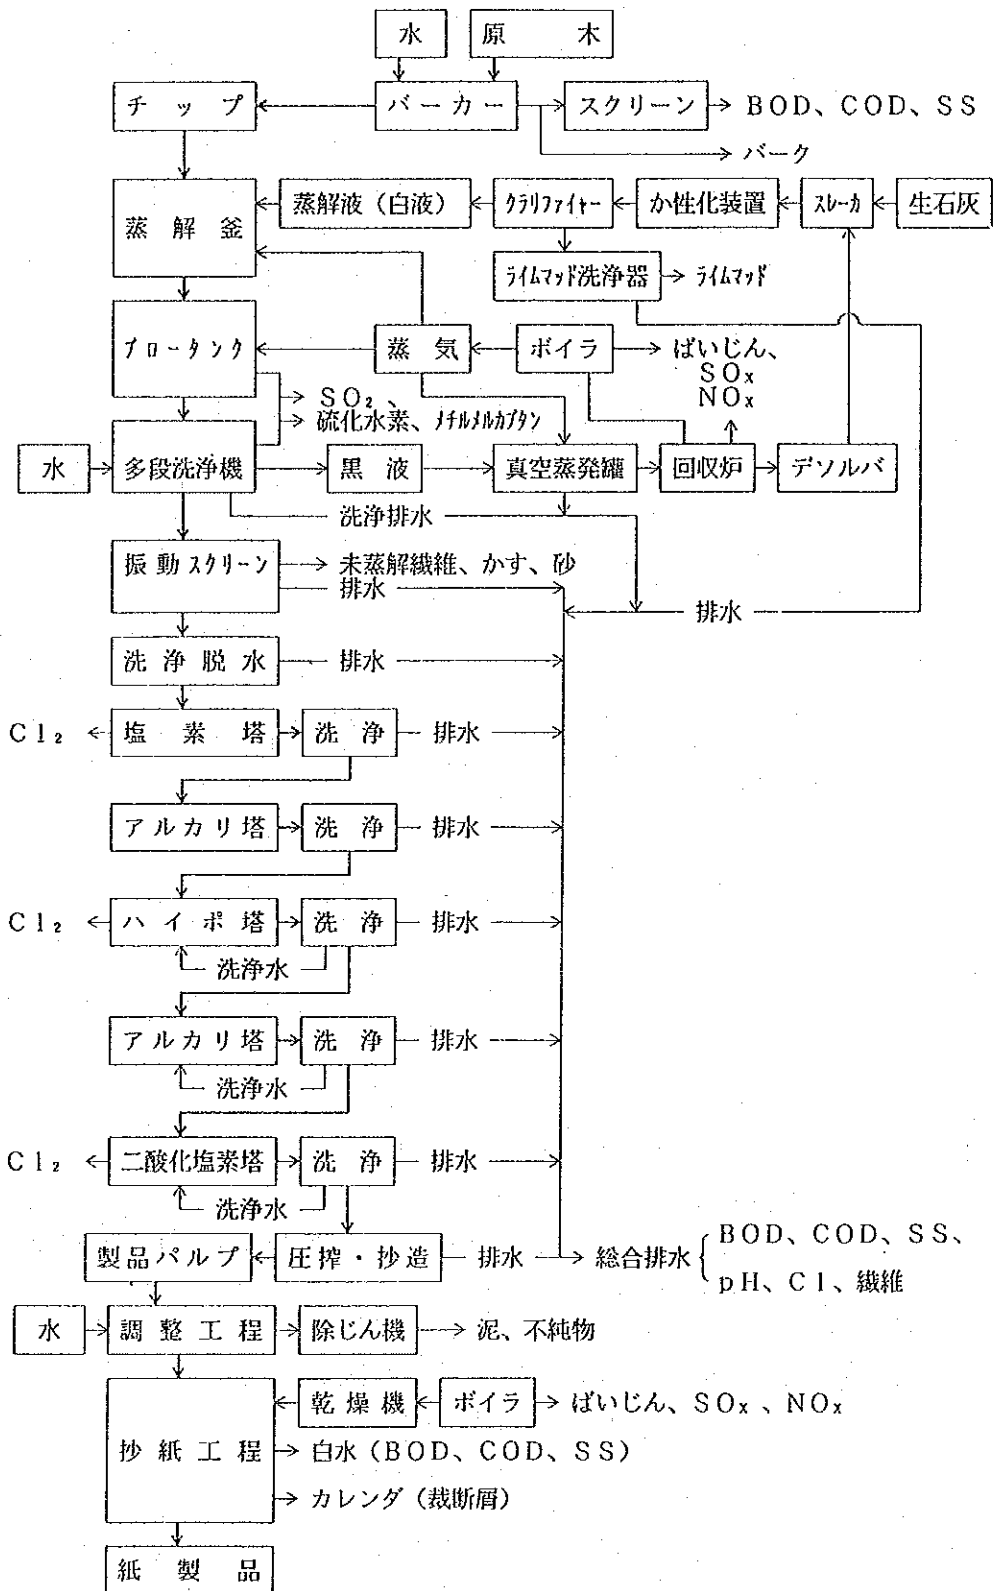 水　原木
チップ　バーカー　スクリーン　BOD、COD、SS
バーク
蒸解釜　蒸解液（白液）　クラリファイヤー　か性化装置　スレーカ　生石灰
ライムマッド洗浄器　ライムマッド
ブロータンク　蒸気　ボイラ　ばいじん、
SOx
NOx
SO₂、
硫化水素、メチルメルカプタン
水　多段洗浄機　黒液　真空蒸発罐　回収炉　デソルバ
洗浄排水
振動スクリーン　未蒸解繊維、かす、砂
排水
排水
洗浄脱水　排水
Cl₂　塩素塔　洗浄　排水
アルカリ塔　洗浄　排水
Cl₂　ハイポ塔　洗浄　排水
洗浄水
アルカリ塔　洗浄　排水
洗浄水
Cl₂　二酸化塩素塔　洗浄　排水
洗浄水
製品パルプ　圧搾・抄造　排水　総合排水　BOD、COD、SS、
pH、Cl、繊維
水　調整工程　除じん機　泥、不純物
抄紙工程　乾燥機　ボイラ　ばいじん、SOx、NOx
白水（BOD、COD、SS）
カレンダ（裁断屑）
紙製品